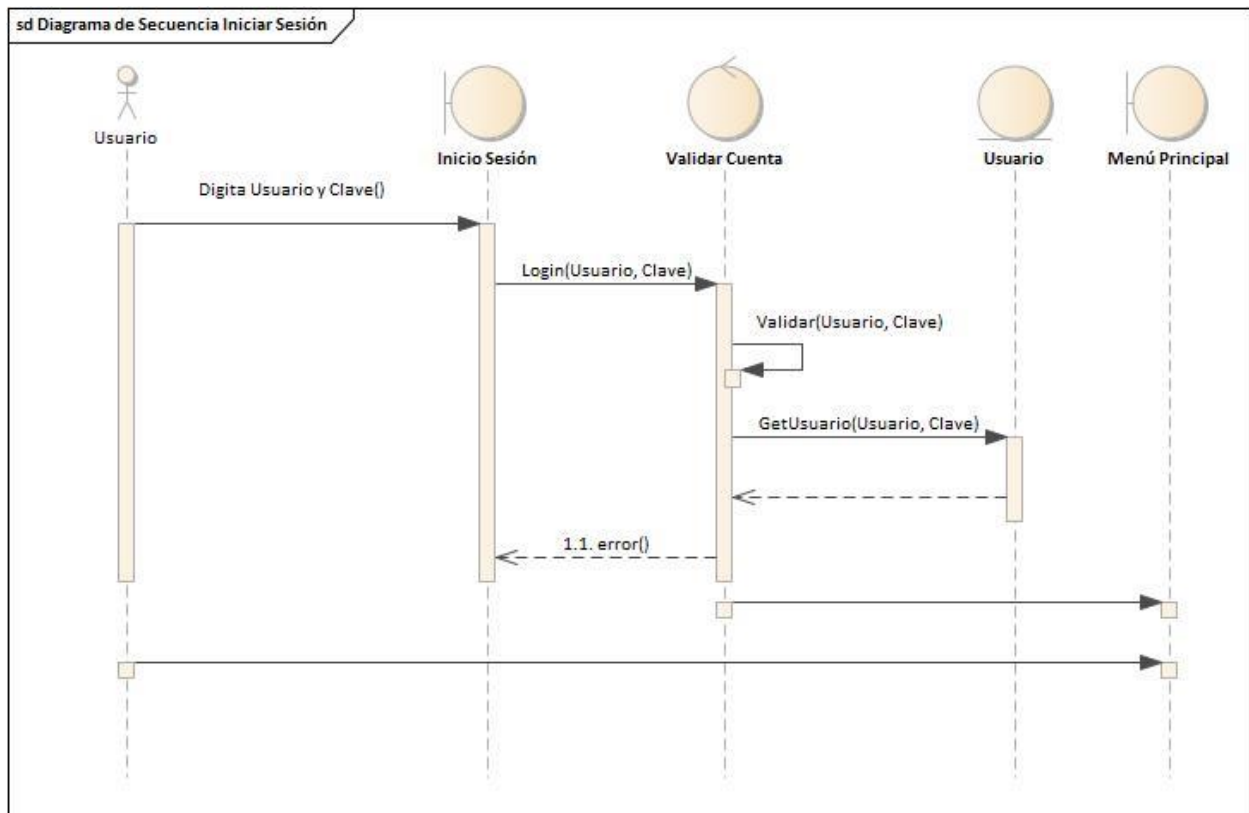 sd Diagrama de Secuencia Iniciar Sesión
Usuario
Inicio Sesión
Validar Cuenta
Usuario
Menú Principal
Digita Usuario y Clave()
Login(Usuario, Clave)
Validar(Usuario, Clave)
GetUsuario(Usuario, Clave)
1.1. error()